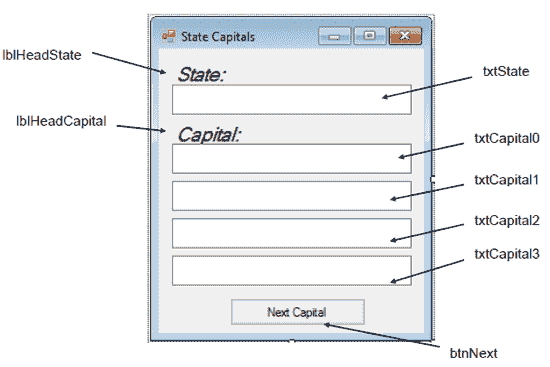 State Capitals
lblHeadState
State:
txtState
lblHeadCapital
Capital:
txtCapital0
txtCapital1
txtCapital2
txtCapital3
Next Capital
btnNext